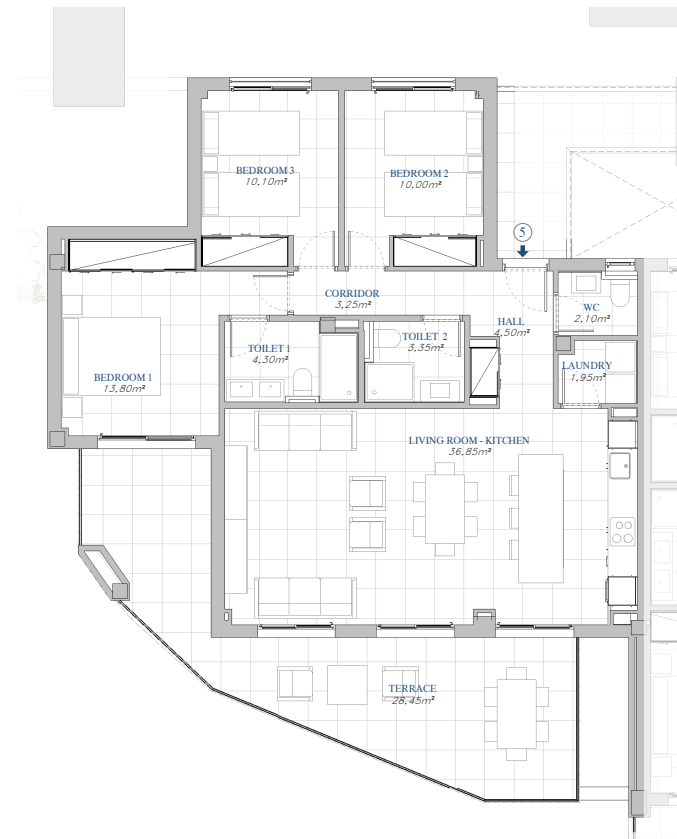 BEDROOM 3
10,10m²
BEDROOM 2
10,00m²
5
CORRIDOR
3,25m²
HALL
4,50m²
WC
2,10m²
TOILET 1
4,30m²
TOILET 2
3,35m²
LAUNDRY
1,95m²
BEDROOM 1
13,80m²
LIVING ROOM - KITCHEN
36,85m²
TERRACE
28,45m²